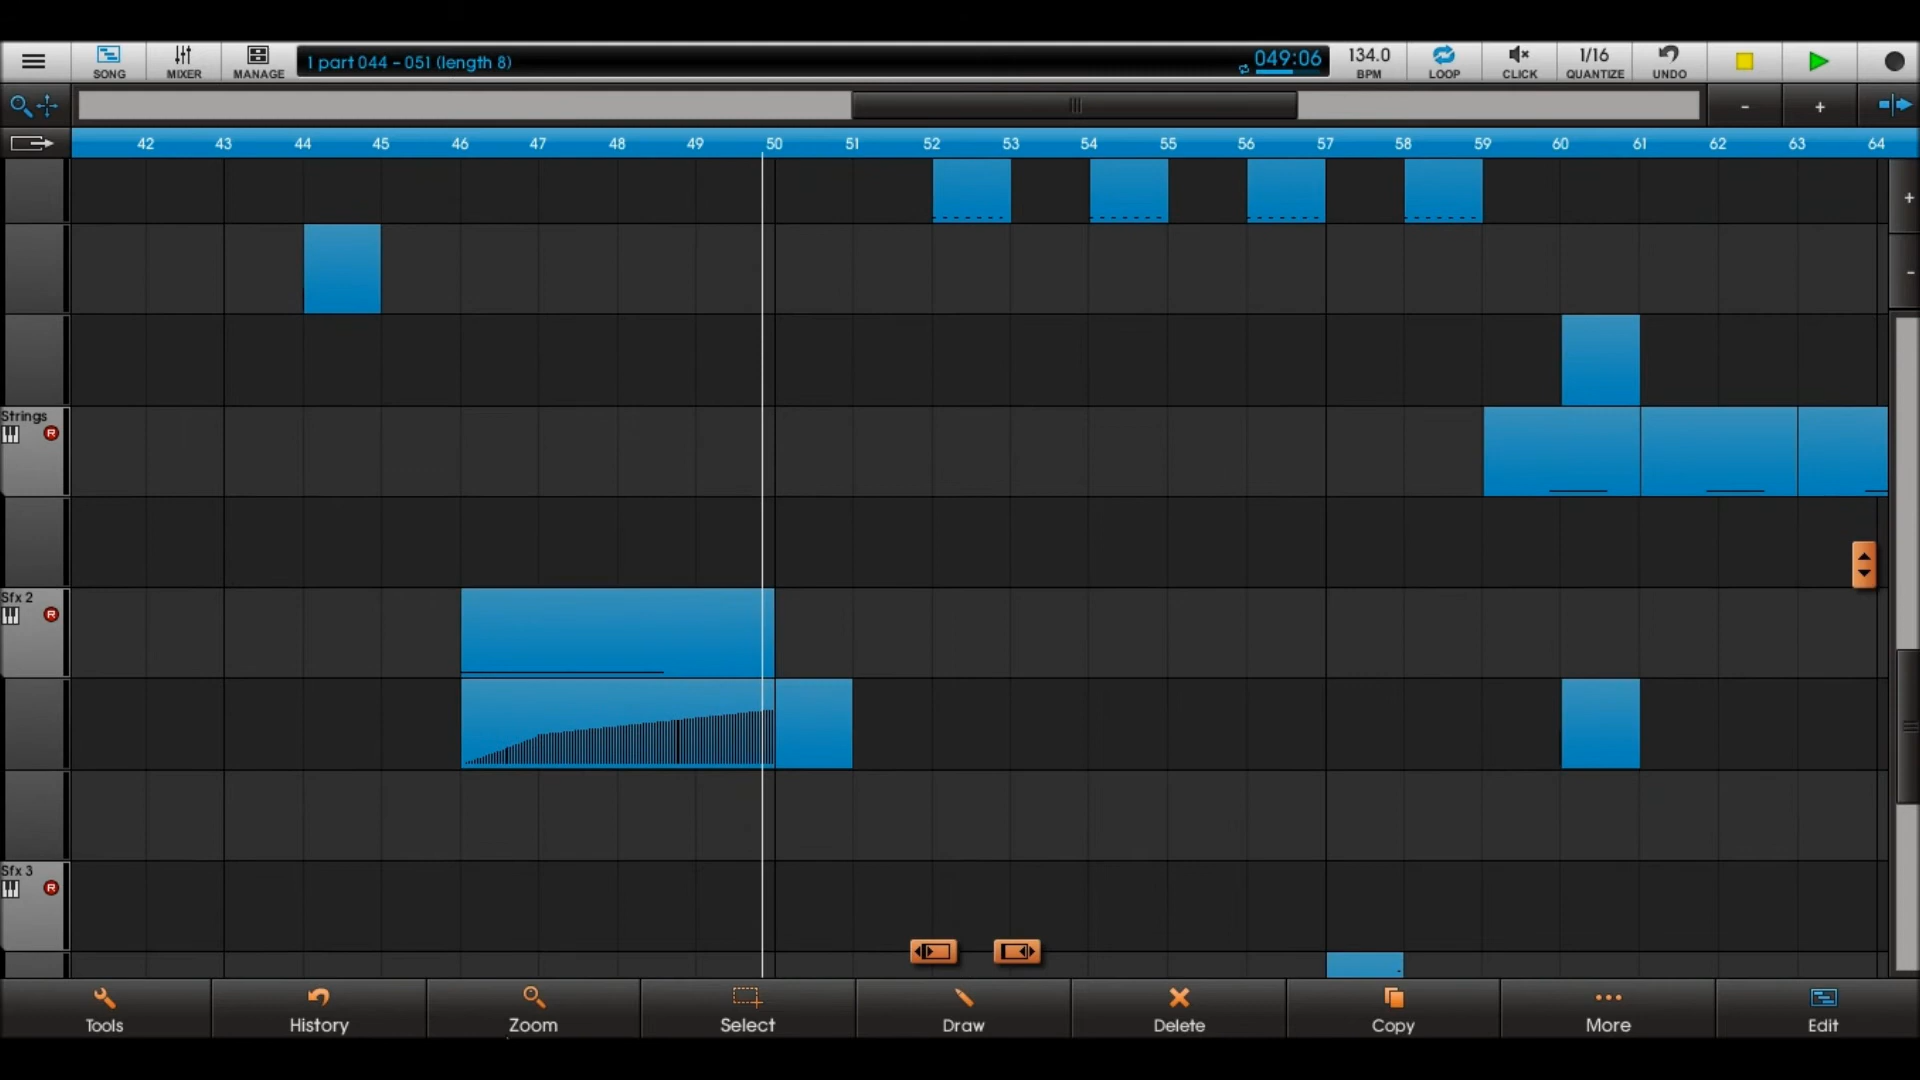 SONG
MIXER
MANAGE
1 part 044 - 051 (length 8)
049:06
134.0
BPM
LOOP
CLICK
1/16
QUANTIZE
UNDO
-
+
42 43 44 45 46 47 48 49 50 51 52 53 54 55 56 57 58 59 60 61 62 63 64
+
-
Strings
R
Sfx 2
R
Sfx 3
R
Tools
History
Zoom
Select
Draw
Delete
Copy
More
Edit